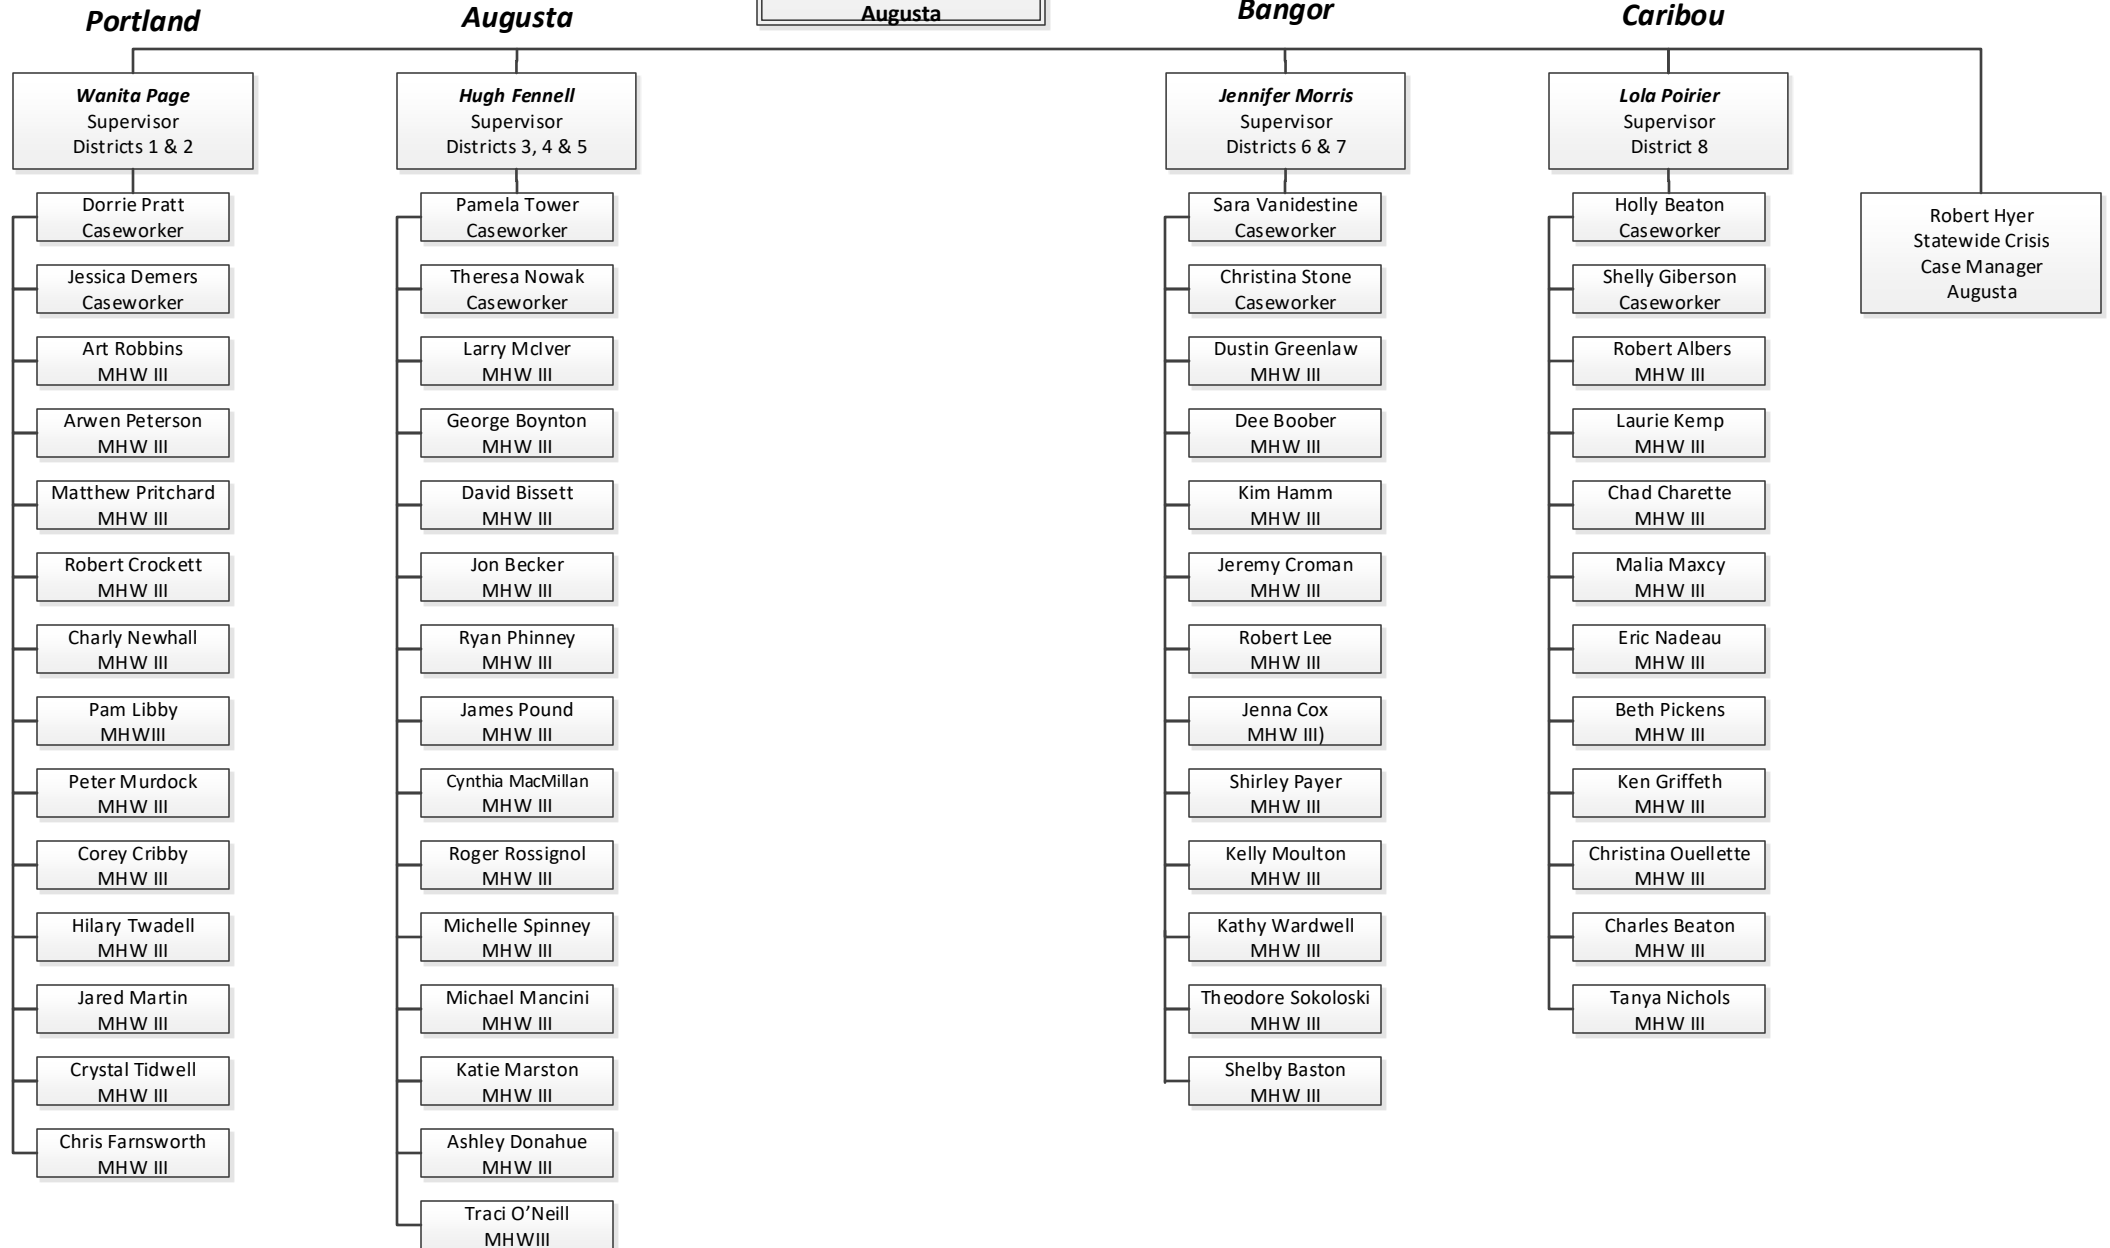 Portland
Augusta
Augusta
Bangor
Caribou
Wanita Page
Supervisor
Districts 1 & 2
Dorrie Pratt
Caseworker
Jessica Demers
Caseworker
Art Robbins
MHW III
Arwen Peterson
MHW III
Matthew Pritchard
MHW III
Robert Crockett
MHW III
Charly Newhall
MHW III
Pam Libby
MHWIII
Peter Murdock
MHW III
Corey Cribby
MHW III
Hilary Twadell
MHW III
Jared Martin
MHW III
Crystal Tidwell
MHW III
Chris Farnsworth
MHW III
Hugh Fennell
Supervisor
Districts 3, 4 & 5
Pamela Tower
Caseworker
Theresa Nowak
Caseworker
Larry McIver
MHW III
George Boynton
MHW III
David Bissett
MHW III
Jon Becker
MHW III
Ryan Phinney
MHW III
James Pound
MHW III
Cynthia MacMillan
MHW III
Roger Rossignol
MHW III
Michelle Spinney
MHW III
Michael Mancini
MHW III
Katie Marston
MHW III
Ashley Donahue
MHW III
Traci O’Neill
MHWIII
Jennifer Morris
Supervisor
Districts 6 & 7
Sara Vanidestine
Caseworker
Christina Stone
Caseworker
Dustin Greenlaw
MHW III
Dee Boober
MHW III
Kim Hamm
MHW III
Jeremy Croman
MHW III
Robert Lee
MHW III
Jenna Cox
MHW III)
Shirley Payer
MHW III
Kelly Moulton
MHW III
Kathy Wardwell
MHW III
Theodore Sokoloski
MHW III
Shelby Baston
MHW III
Lola Poirier
Supervisor
District 8
Holly Beaton
Caseworker
Shelly Giberson
Caseworker
Robert Albers
MHW III
Laurie Kemp
MHW III
Chad Charette
MHW III
Malia Maxcy
MHW III
Eric Nadeau
MHW III
Beth Pickens
MHW III
Ken Griffeth
MHW III
Christina Ouellette
MHW III
Charles Beaton
MHW III
Tanya Nichols
MHW III
Robert Hyer
Statewide Crisis
Case Manager
Augusta